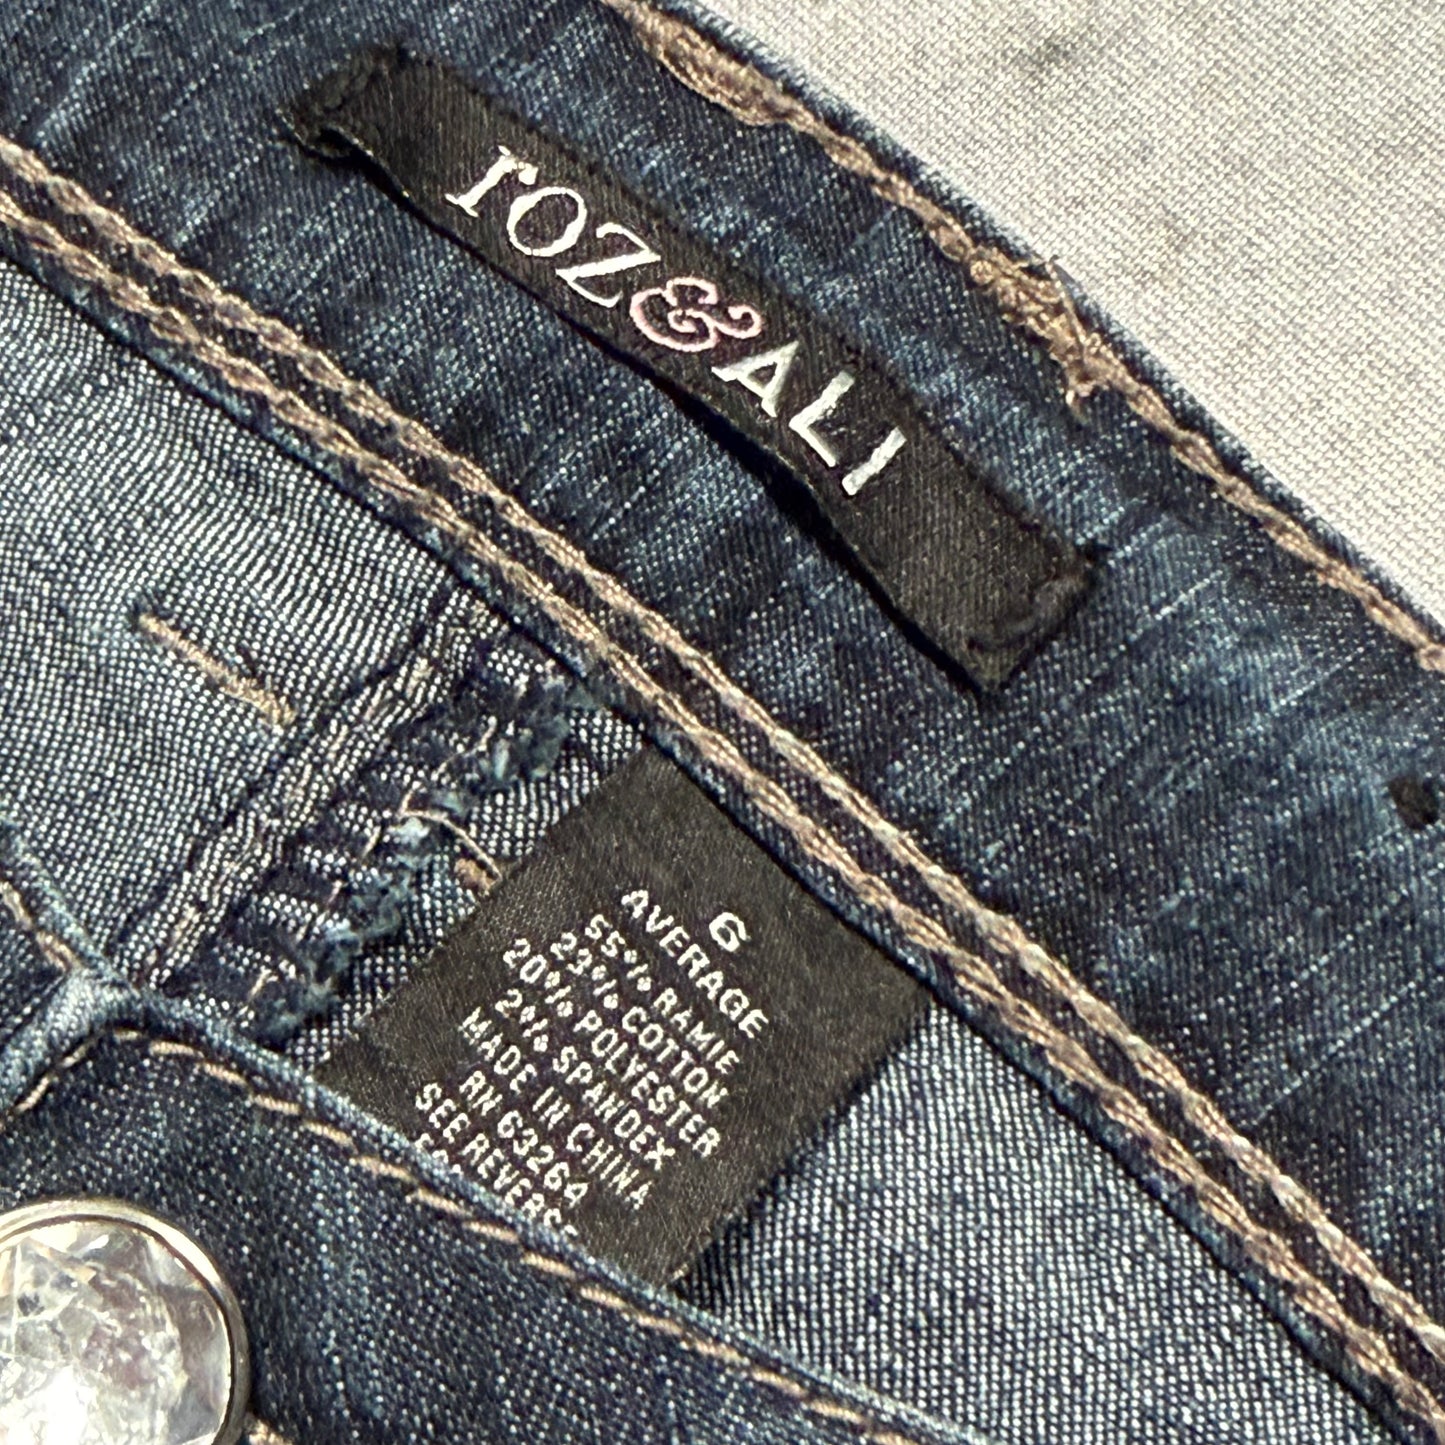 roz&ALI
6
AVERAGE
55% RAMIE
23% COTTON
20% POLYESTER
2% SPANDEX
MADE IN CHINA
RN 63264
SEE REVERSE